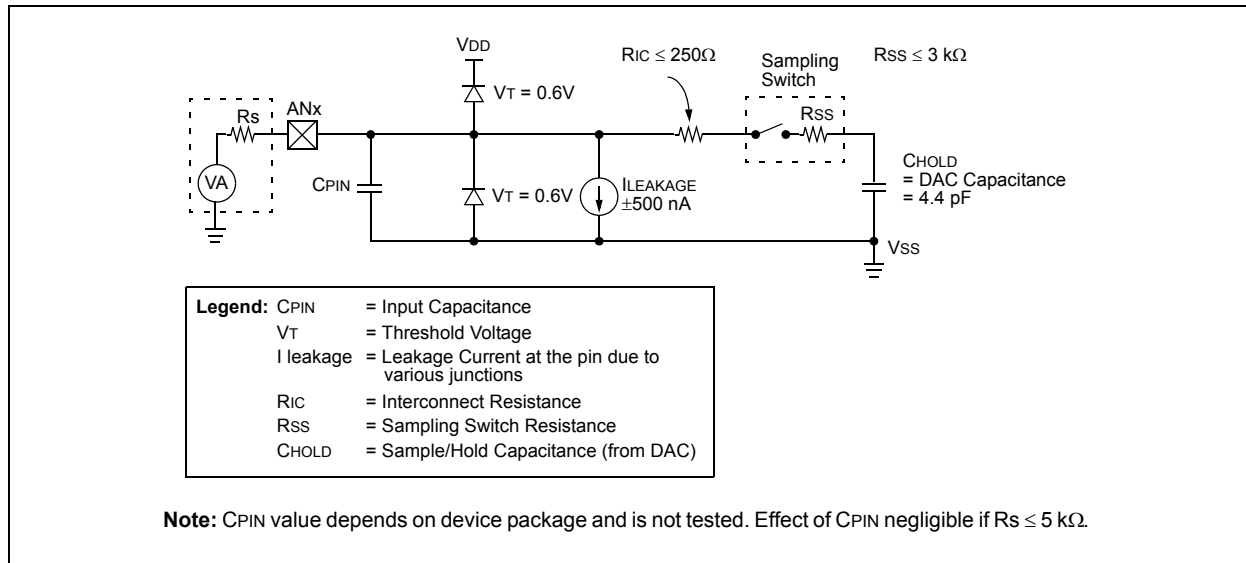 VDD
RIC ≤ 250Ω
Sampling
Switch
RSS ≤ 3 kΩ
VT = 0.6V
Rs
ANx
RSS
VA
CPIN
VT = 0.6V
ILEAKAGE
±500 nA
CHOLD
= DAC Capacitance
= 4.4 pF
VSS
Legend: CPIN = Input Capacitance
VT = Threshold Voltage
I leakage = Leakage Current at the pin due to
various junctions
RIC = Interconnect Resistance
RSS = Sampling Switch Resistance
CHOLD = Sample/Hold Capacitance (from DAC)
Note: CPIN value depends on device package and is not tested. Effect of CPIN negligible if Rs ≤ 5 kΩ.